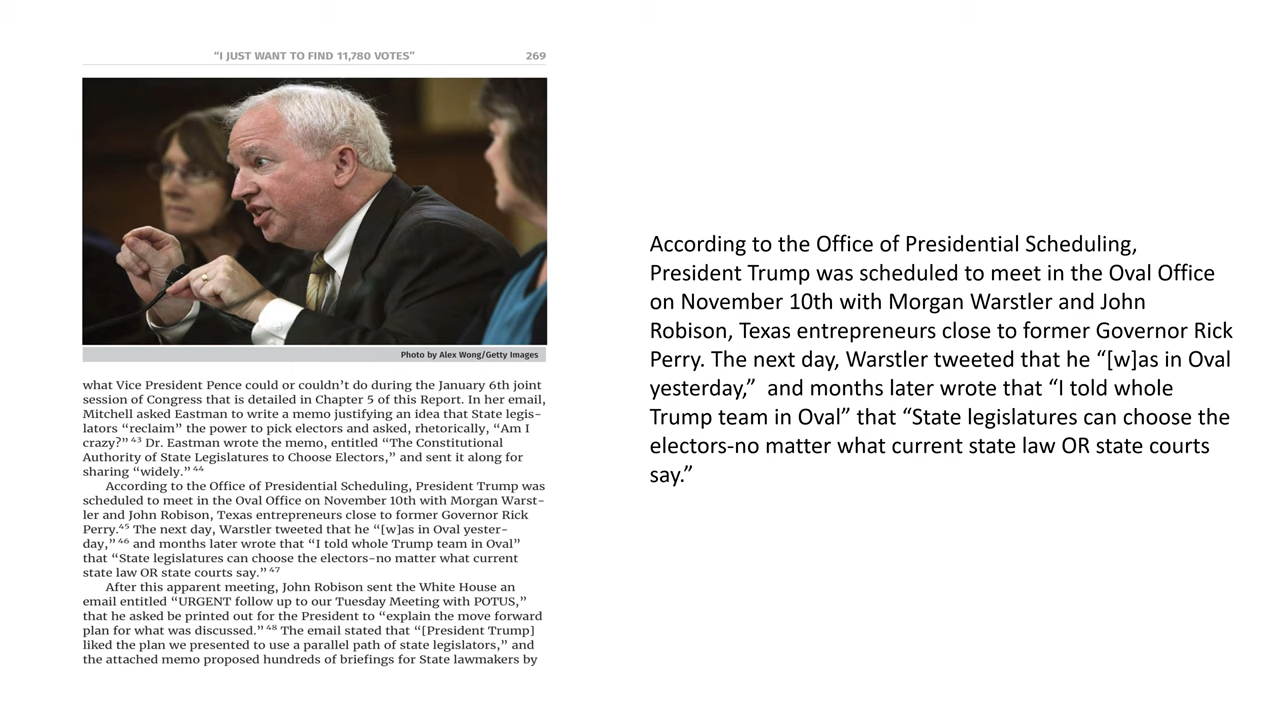 “I JUST WANT TO FIND 11,780 VOTES” 269
Photo by Alex Wong/Getty Images
what Vice President Pence could or couldn’t do during the January 6th joint
session of Congress that is detailed in Chapter 5 of this Report. In her email,
Mitchell asked Eastman to write a memo justifying an idea that State legis-
lators “reclaim” the power to pick electors and asked, rhetorically, “Am I
crazy?” 43 Dr. Eastman wrote the memo, entitled “The Constitutional
Authority of State Legislatures to Choose Electors,” and sent it along for
sharing “widely.” 44
According to the Office of Presidential Scheduling, President Trump was
scheduled to meet in the Oval Office on November 10th with Morgan Warst-
ler and John Robison, Texas entrepreneurs close to former Governor Rick
Perry.45 The next day, Warstler tweeted that he “[w]as in Oval yester-
day,” 46 and months later wrote that “I told whole Trump team in Oval”
that “State legislatures can choose the electors–no matter what current
state law OR state courts say.” 47
After this apparent meeting, John Robison sent the White House an
email entitled “URGENT follow up to our Tuesday Meeting with POTUS,”
that he asked be printed out for the President to “explain the move forward
plan for what was discussed.” 48 The email stated that “[President Trump]
liked the plan we presented to use a parallel path of state legislators,” and
the attached memo proposed hundreds of briefings for State lawmakers by
According to the Office of Presidential Scheduling,
President Trump was scheduled to meet in the Oval Office
on November 10th with Morgan Warstler and John
Robison, Texas entrepreneurs close to former Governor Rick
Perry. The next day, Warstler tweeted that he “[w]as in Oval
yesterday,”  and months later wrote that “I told whole
Trump team in Oval” that “State legislatures can choose the
electors-no matter what current state law OR state courts
say.”